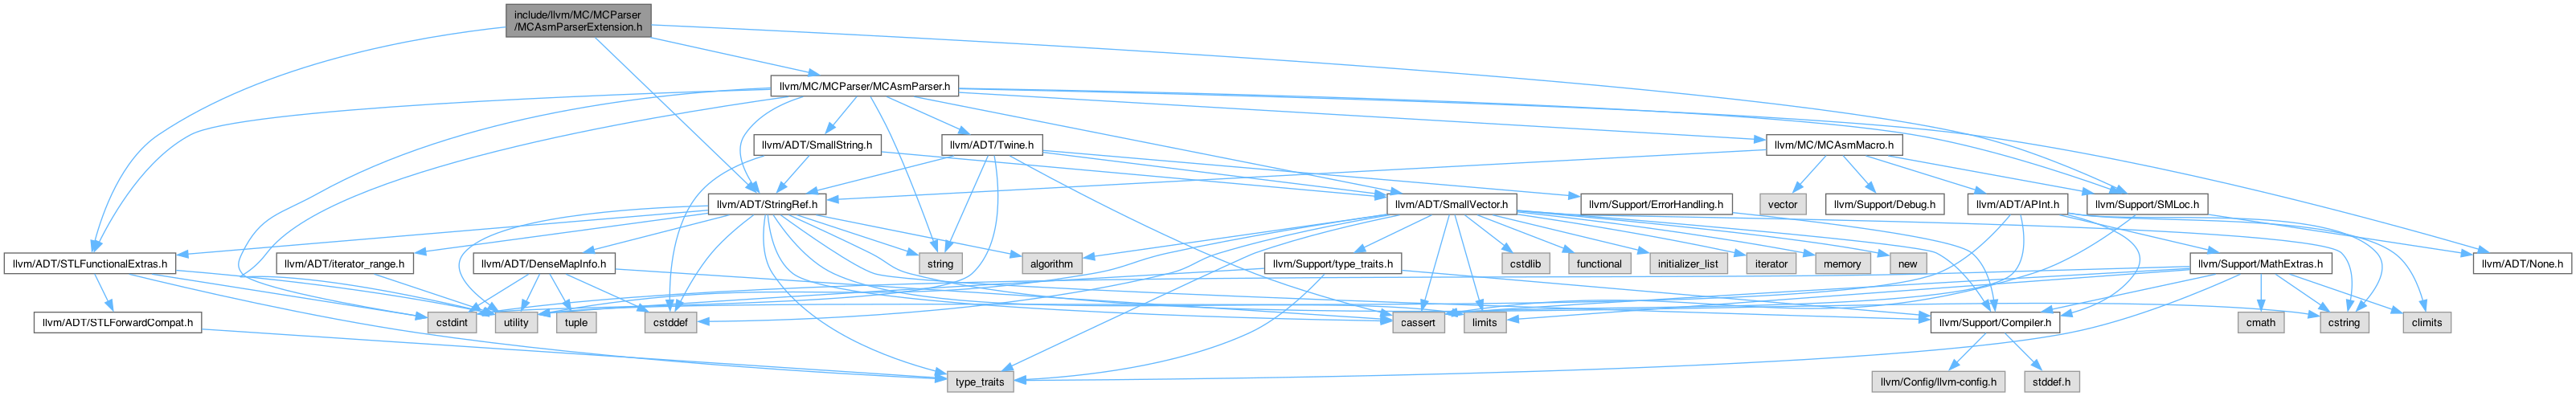 include/llvm/MC/MCParser
/MCAsmParserExtension.h
llvm/MC/MCParser/MCAsmParser.h
llvm/ADT/SmallString.h
llvm/ADT/Twine.h
llvm/MC/MCAsmMacro.h
llvm/ADT/StringRef.h
llvm/ADT/SmallVector.h
llvm/Support/ErrorHandling.h
vector
llvm/Support/Debug.h
llvm/ADT/APInt.h
llvm/Support/SMLoc.h
llvm/ADT/STLFunctionalExtras.h
llvm/ADT/iterator_range.h
llvm/ADT/DenseMapInfo.h
string
algorithm
llvm/Support/type_traits.h
cstdlib
functional
initializer_list
iterator
memory
new
llvm/Support/MathExtras.h
llvm/ADT/None.h
llvm/ADT/STLForwardCompat.h
cstdint
utility
tuple
cstddef
cassert
limits
llvm/Support/Compiler.h
cmath
cstring
climits
type_traits
llvm/Config/llvm-config.h
stddef.h